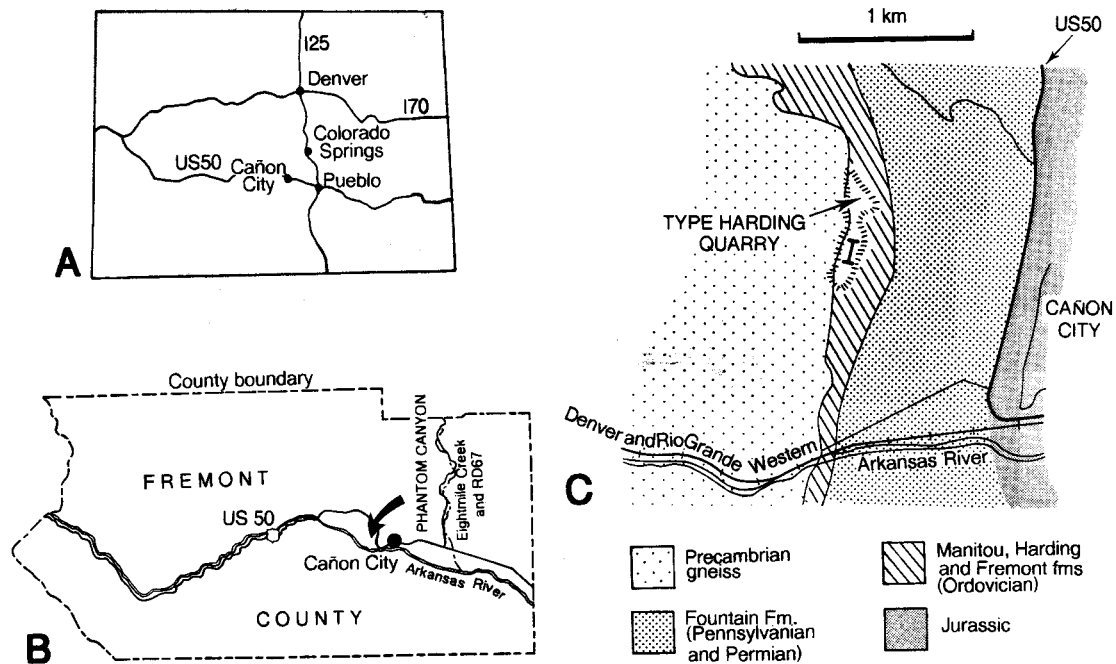 I25
Denver
I70
Colorado
Springs
US50
Cañon
City
Pueblo
A
County boundary
FREMONT
PHANTOM CANYON
Eightmile Creek
and RD67
US 50
Cañon City
Arkansas River
COUNTY
B
1 km
US50
TYPE HARDING
QUARRY
I
CAÑON
CITY
Denver and Rio Grande Western
Arkansas River
C
Precambrian
gneiss
Manitou, Harding
and Fremont fms
(Ordovician)
Fountain Fm.
(Pennsylvanian
and Permian)
Jurassic